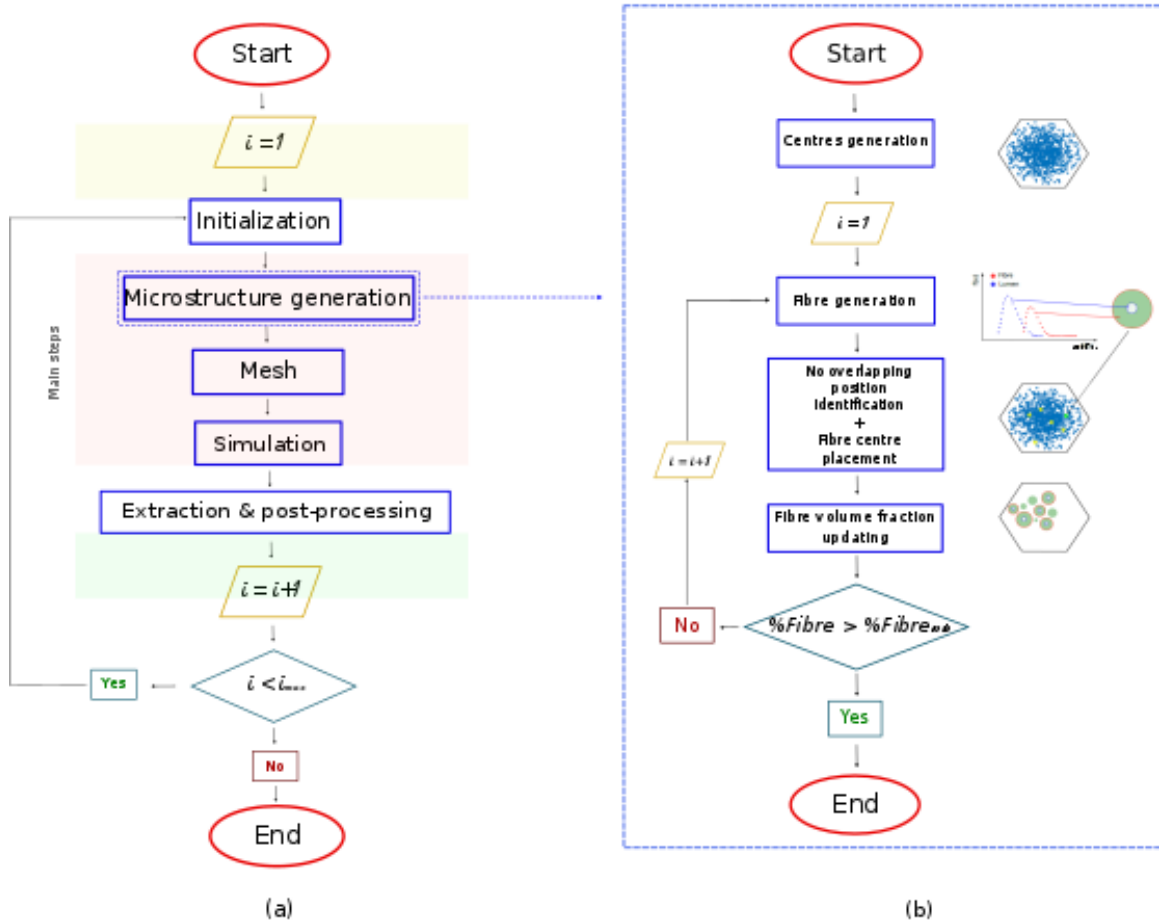 Start
i = 1
Initialization
Microstructure generation
Mesh
Simulation
Extraction & post-processing
i = i+1
i < i
Yes
No
End
Main steps
(a)
Start
Centres generation
i = 1
Fibre generation
No overlapping
position
identification
+
Fibre centre
placement
i = i+1
Fibre volume fraction
updating
%Fibre > %Fibre
No
Yes
End
Fibre
Lumen
(b)